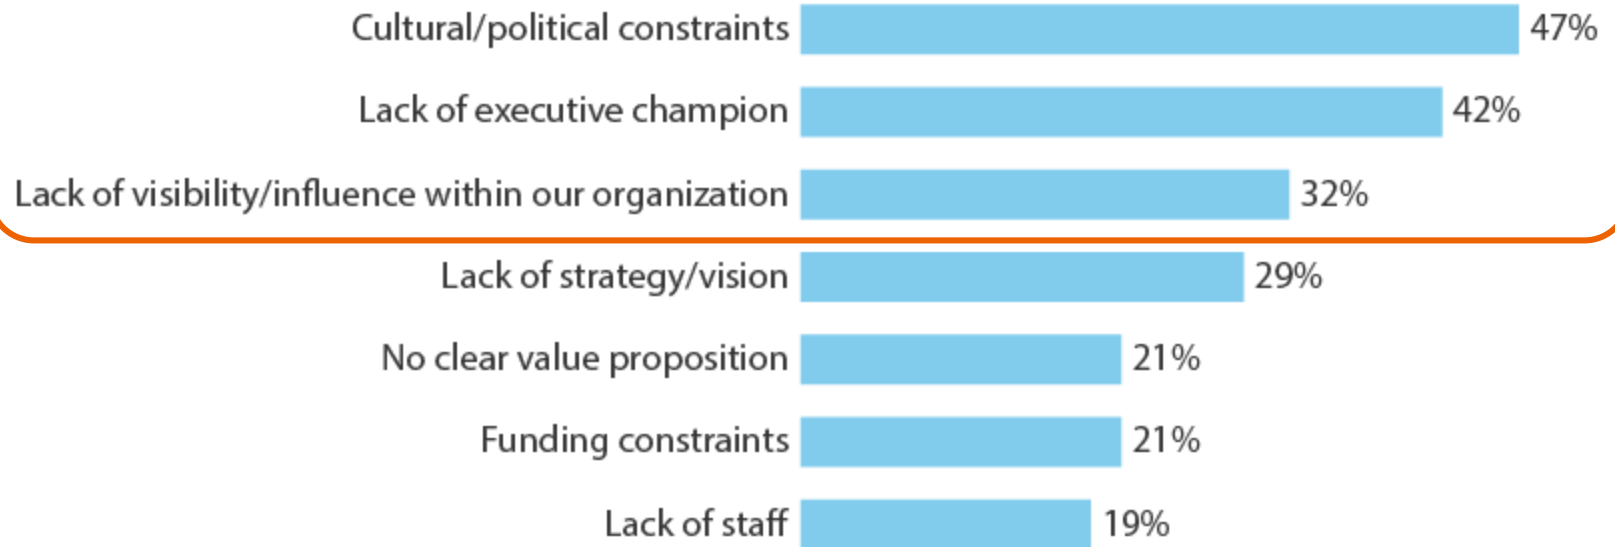 Cultural/political constraints 47%
Lack of executive champion 42%
Lack of visibility/influence within our organization 32%
Lack of strategy/vision 29%
No clear value proposition 21%
Funding constraints 21%
Lack of staff 19%